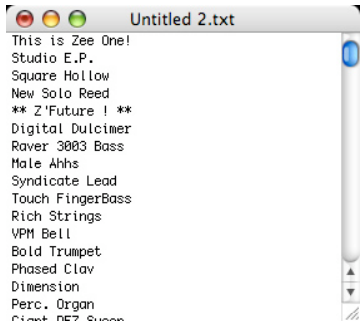 Untitled 2.txt
This is Zee One!
Studio E.P.
Square Hollow
New Solo Reed
** Z'Future ! **
Digital Dulcimer
Raver 3003 Bass
Male Ahhs
Syndicate Lead
Touch FingerBass
Rich Strings
VPM Bell
Bold Trumpet
Phased Clav
Dimension
Perc. Organ
Giant